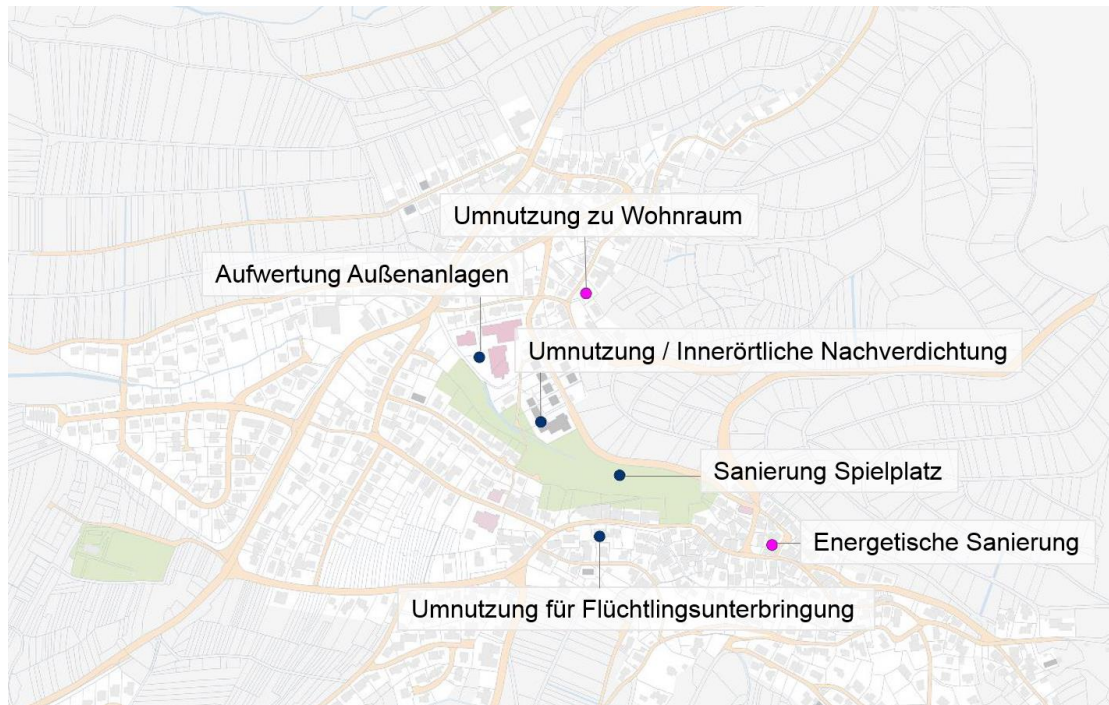 Umnutzung zu Wohnraum
Aufwertung Außenanlagen
Umnutzung / Innerörtliche Nachverdichtung
Sanierung Spielplatz
Energetische Sanierung
Umnutzung für Flüchtlingsunterbringung